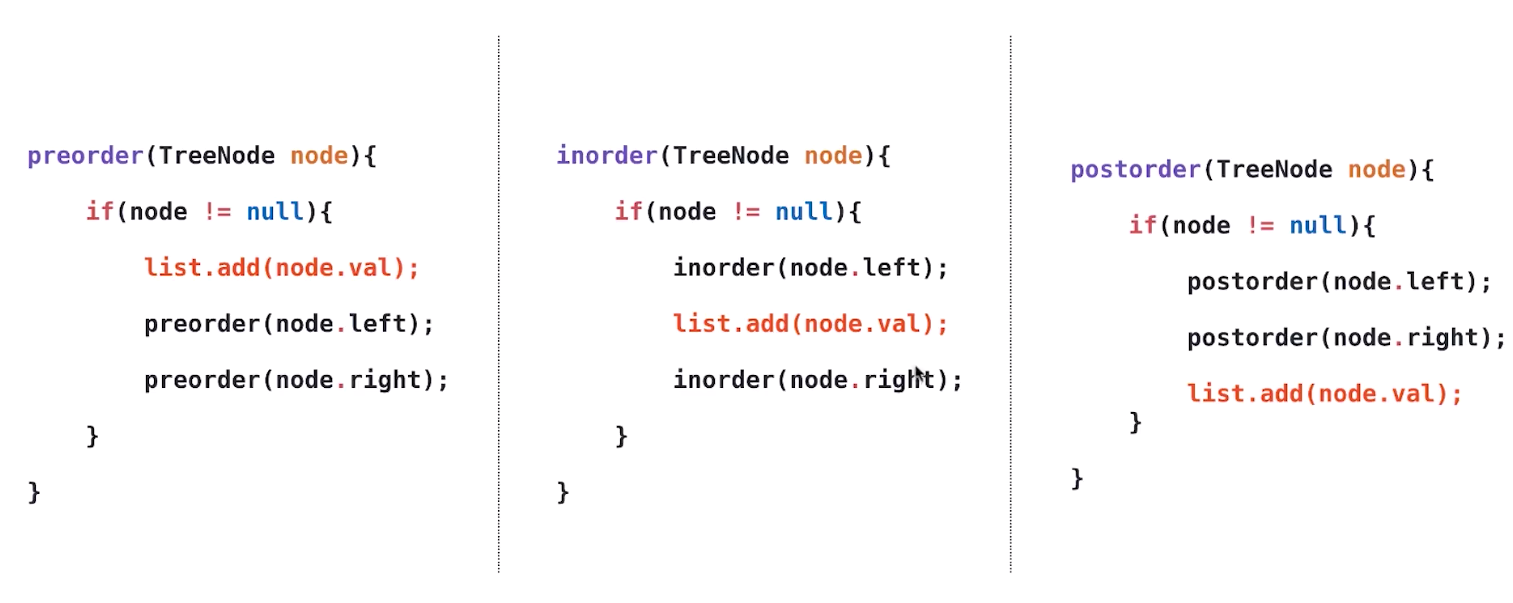 preorder(TreeNode node){
if(node != null){
list.add(node.val);
preorder(node.left);
preorder(node.right);
}
}
inorder(TreeNode node){
if(node != null){
inorder(node.left);
list.add(node.val);
inorder(node.right);
}
}
postorder(TreeNode node){
if(node != null){
postorder(node.left);
postorder(node.right);
list.add(node.val);
}
}